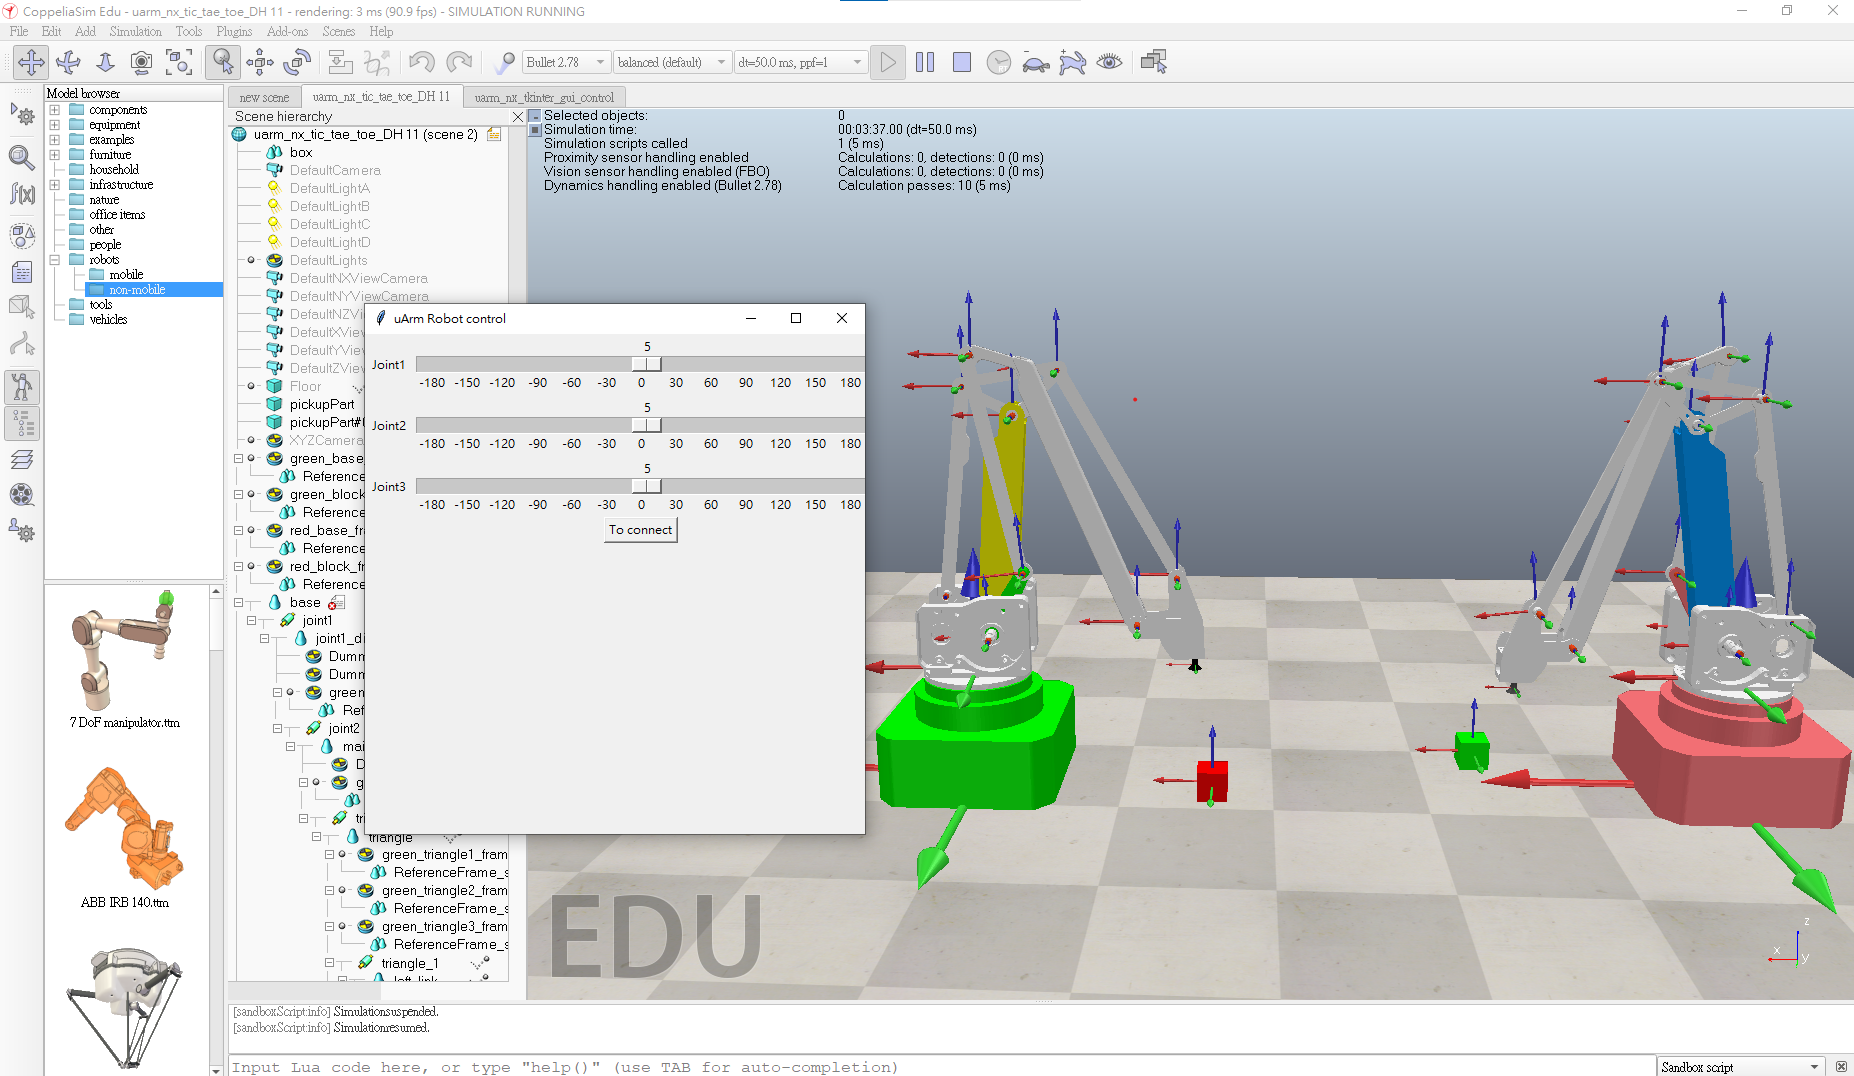 CoppeliaSim Edu - uarm_nx_tic_tae_toe_DH 11 - rendering: 3 ms (90.9 fps) - SIMULATION RUNNING
File Edit Add Simulation Tools Plugins Add-ons Scenes Help
Bullet 2.78 balanced (default) dt=50.0 ms, ppf=1
Model browser
components
equipment
examples
furniture
household
infrastructure
nature
office items
other
people
robots
mobile
non-mobile
tools
vehicles
7 DoF manipulator.ttm
ABB IRB 140.ttm
new scene uarm_nx_tic_tae_toe_DH 11 uarm_nx_tkinter_gui_control
Scene hierarchy
uarm_nx_tic_tae_toe_DH 11 (scene 2)
box
DefaultCamera
DefaultLightA
DefaultLightB
DefaultLightC
DefaultLightD
DefaultLights
DefaultNXViewCamera
DefaultNYViewCamera
DefaultNZVi
DefaultXVie
DefaultYVie
DefaultZVie
Floor
pickupPart
pickupPart#
XYZCamera
green_base
Reference
green_block
Reference
red_base_fr
Reference
red_block_fr
Reference
base
joint1
joint1_di
Dumm
Dumm
green
Ref
joint2
mai
D
g
tri
triangle
green_triangle1_fram
ReferenceFrame_s
green_triangle2_fram
ReferenceFrame_s
green_triangle3_fram
ReferenceFrame_s
triangle_1
left_link
Selected objects: 0
Simulation time: 00:03:37.00 (dt=50.0 ms)
Simulation scripts called 1 (5 ms)
Proximity sensor handling enabled Calculations: 0, detections: 0 (0 ms)
Vision sensor handling enabled (FBO) Calculations: 0, detections: 0 (0 ms)
Dynamics handling enabled (Bullet 2.78) Calculation passes: 10 (5 ms)
uArm Robot control
5
Joint1
-180 -150 -120 -90 -60 -30 0 30 60 90 120 150 180
5
Joint2
-180 -150 -120 -90 -60 -30 0 30 60 90 120 150 180
5
Joint3
-180 -150 -120 -90 -60 -30 0 30 60 90 120 150 180
To connect
EDU
z
x
y
[sandboxScript:info] Simulation suspended.
[sandboxScript:info] Simulation resumed.
Input Lua code here, or type "help()" (use TAB for auto-completion)
Sandbox script